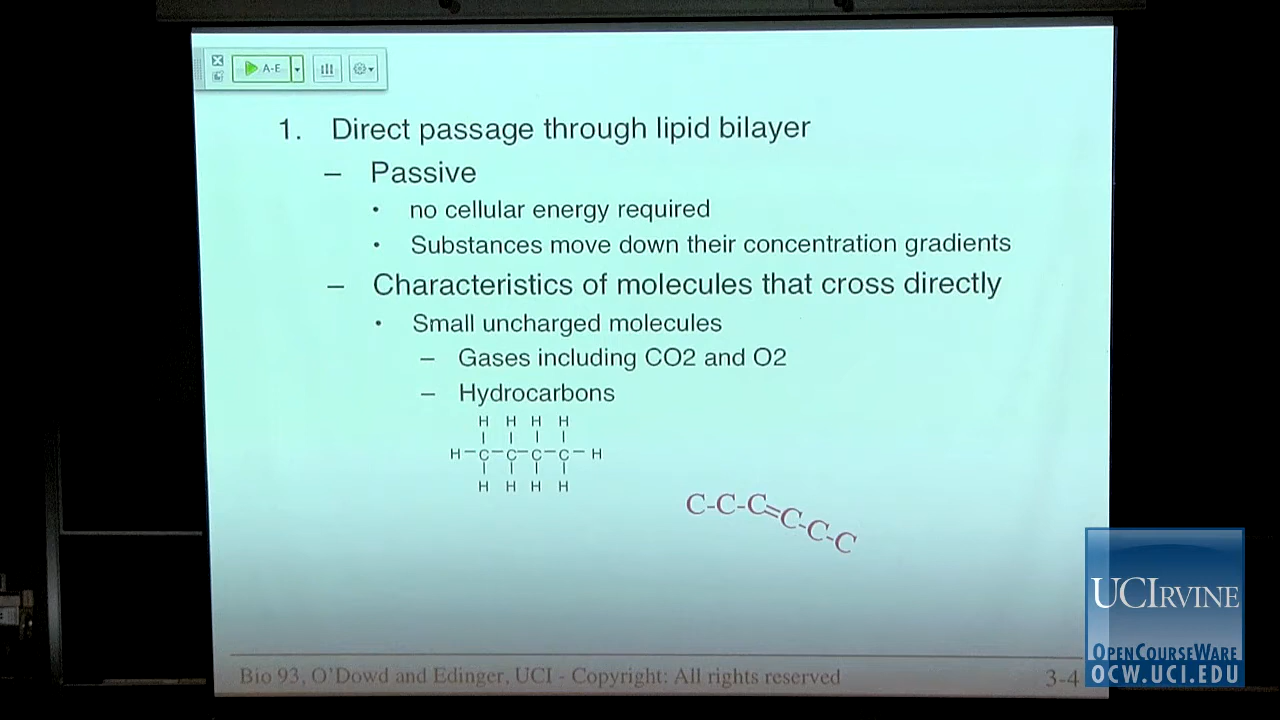 A-E
1. Direct passage through lipid bilayer
– Passive
• no cellular energy required
• Substances move down their concentration gradients
– Characteristics of molecules that cross directly
• Small uncharged molecules
– Gases including CO2 and O2
– Hydrocarbons
H H H H
H-C-C-C-C-H
H H H H
C-C-C=C-C-C
UCIRVINE
OPENCOURSEWARE
OCW.UCI.EDU
Bio 93, O'Dowd and Edinger, UCI - Copyright: All rights reserved
3-4